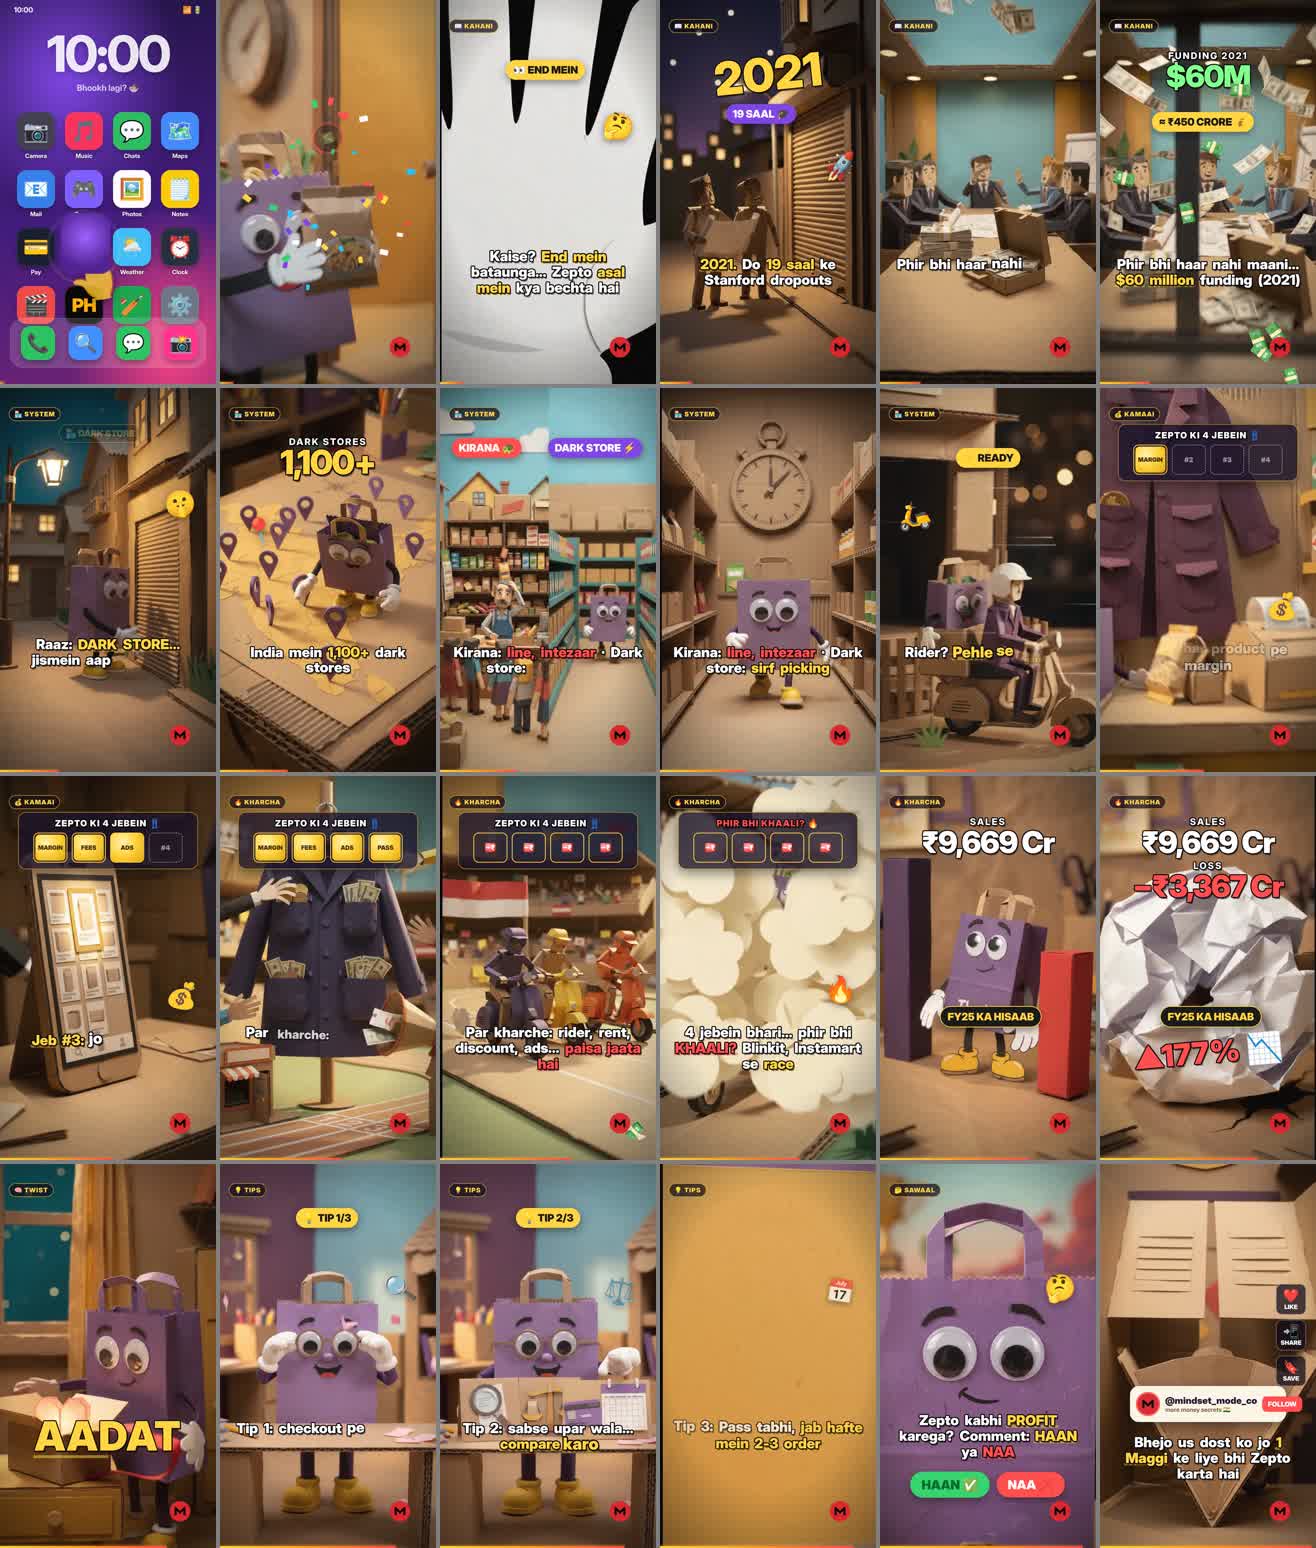 10:00
10:00
Bhookh lagi?
Camera
Music
Chats
Maps
Mail
Photos
Notes
Pay
Weather
Clock
PH
KAHANI
END MEIN
Kaise? End mein
bataunga... Zepto asal
mein kya bechta hai
M
KAHANI
2021
19 SAAL
2021. Do 19 saal ke
Stanford dropouts
M
KAHANI
Phir bhi haar nahi
M
KAHANI
FUNDING 2021
$60M
≈ ₹450 CRORE
Phir bhi haar nahi maani...
$60 million funding (2021)
M
SYSTEM
DARK STORE
Raaz: DARK STORE...
jismein aap
M
SYSTEM
DARK STORES
1,100+
India mein 1,100+ dark
stores
M
SYSTEM
KIRANA
DARK STORE
Kirana: line, intezaar · Dark
store:
M
SYSTEM
Kirana: line, intezaar · Dark
store: sirf picking
M
SYSTEM
READY
Rider? Pehle se
M
KAMAAI
ZEPTO KI 4 JEBEIN
MARGIN #2 #3 #4
har product pe
margin
M
KAMAAI
ZEPTO KI 4 JEBEIN
MARGIN FEES ADS #4
Jeb #3: jo
M
KHARCHA
ZEPTO KI 4 JEBEIN
MARGIN FEES ADS PASS
Par kharche:
M
KHARCHA
ZEPTO KI 4 JEBEIN
Par kharche: rider, rent,
discount, ads... paisa jaata
hai
M
KHARCHA
PHIR BHI KHAALI?
4 jebein bhari... phir bhi
KHAALI? Blinkit, Instamart
se race
M
KHARCHA
SALES
₹9,669 Cr
FY25 KA HISAAB
M
KHARCHA
SALES
₹9,669 Cr
LOSS
−₹3,367 Cr
FY25 KA HISAAB
177%
M
TWIST
AADAT
M
TIPS
TIP 1/3
Tip 1: checkout pe
M
TIPS
TIP 2/3
Tip 2: sabse upar wala...
compare karo
M
TIPS
July
17
Tip 3: Pass tabhi, jab hafte
mein 2-3 order
M
SAWAAL
Zepto kabhi PROFIT
karega? Comment: HAAN
ya NAA
HAAN
NAA
M
LIKE
SHARE
SAVE
M
@mindset_mode_co
more money secrets
FOLLOW
Bhejo us dost ko jo 1
Maggi ke liye bhi Zepto
karta hai
M